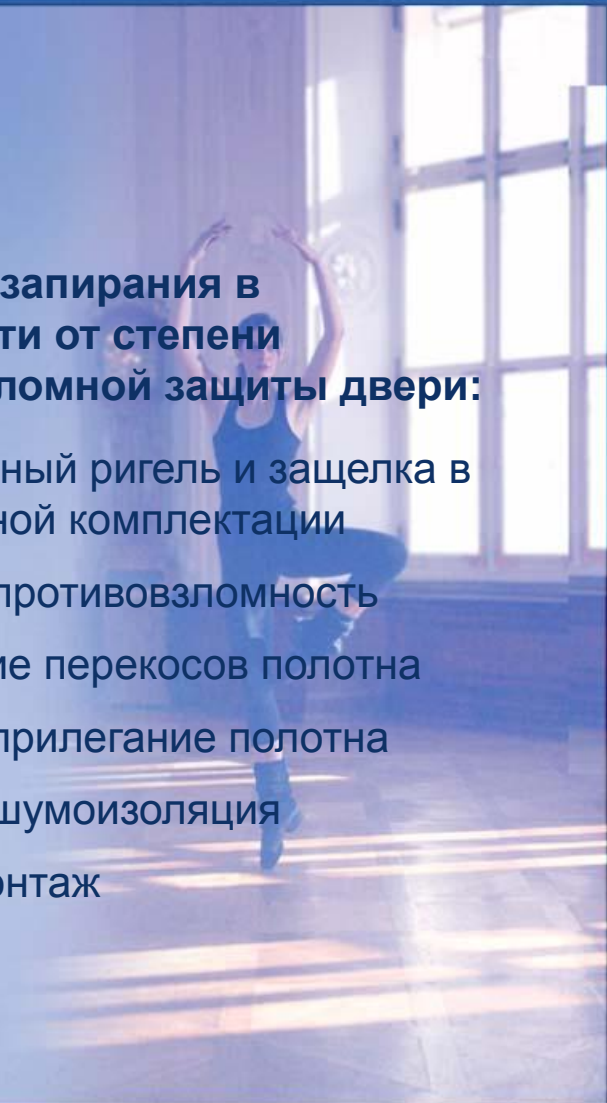 запирания в
ти от степени
ломной защиты двери:
ный ригель и защелка в
ной комплектации
противовзломность
ие перекосов полотна
прилегание полотна
шумоизоляция
онтаж